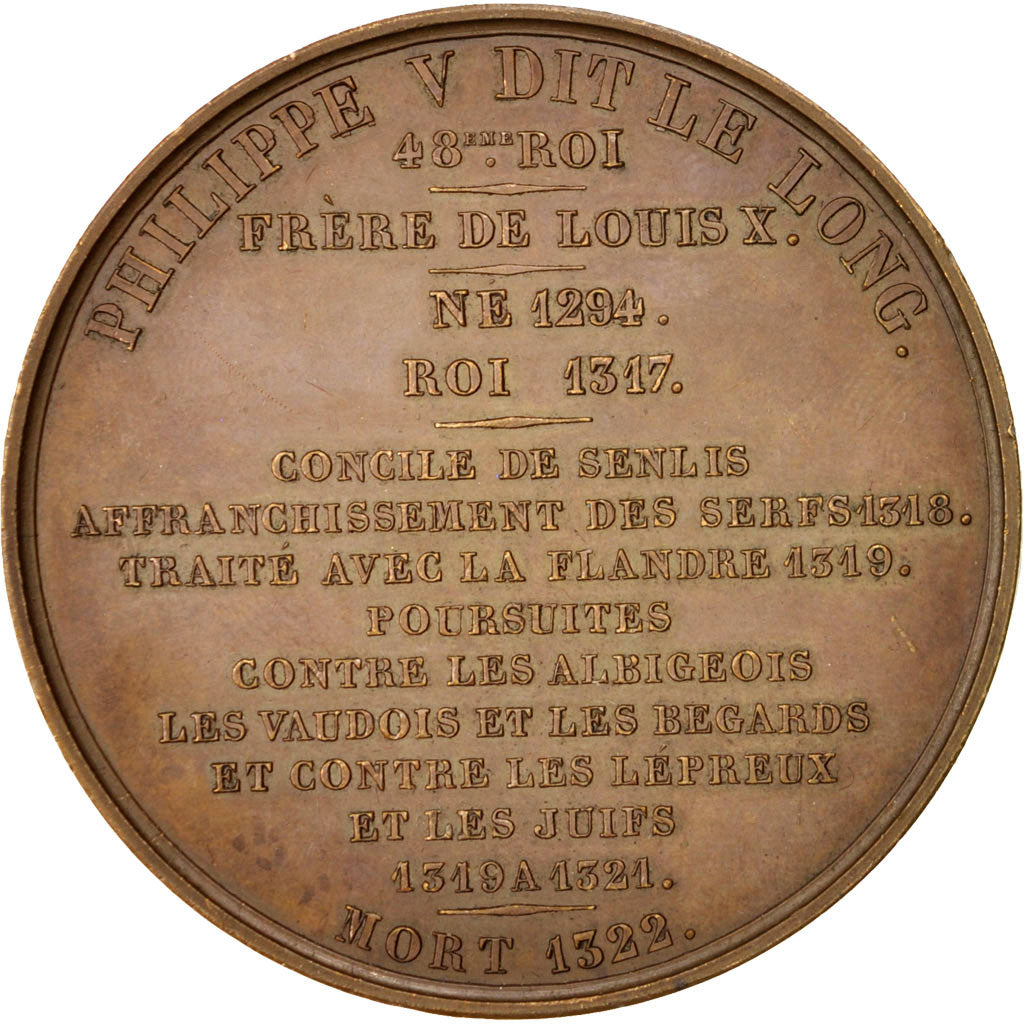 PHILIPPE V DIT LE LONG.
48EME. ROI
FRÈRE DE LOUIS X.
NÉ 1294.
ROI 1317.
CONCILE DE SENLIS
AFFRANCHISSEMENT DES SERFS 1318.
TRAITÉ AVEC LA FLANDRE 1319.
POURSUITES
CONTRE LES ALBIGEOIS
LES VAUDOIS ET LES BEGARDS
ET CONTRE LES LÉPREUX
ET LES JUIFS
1319 A 1321.
MORT 1322.